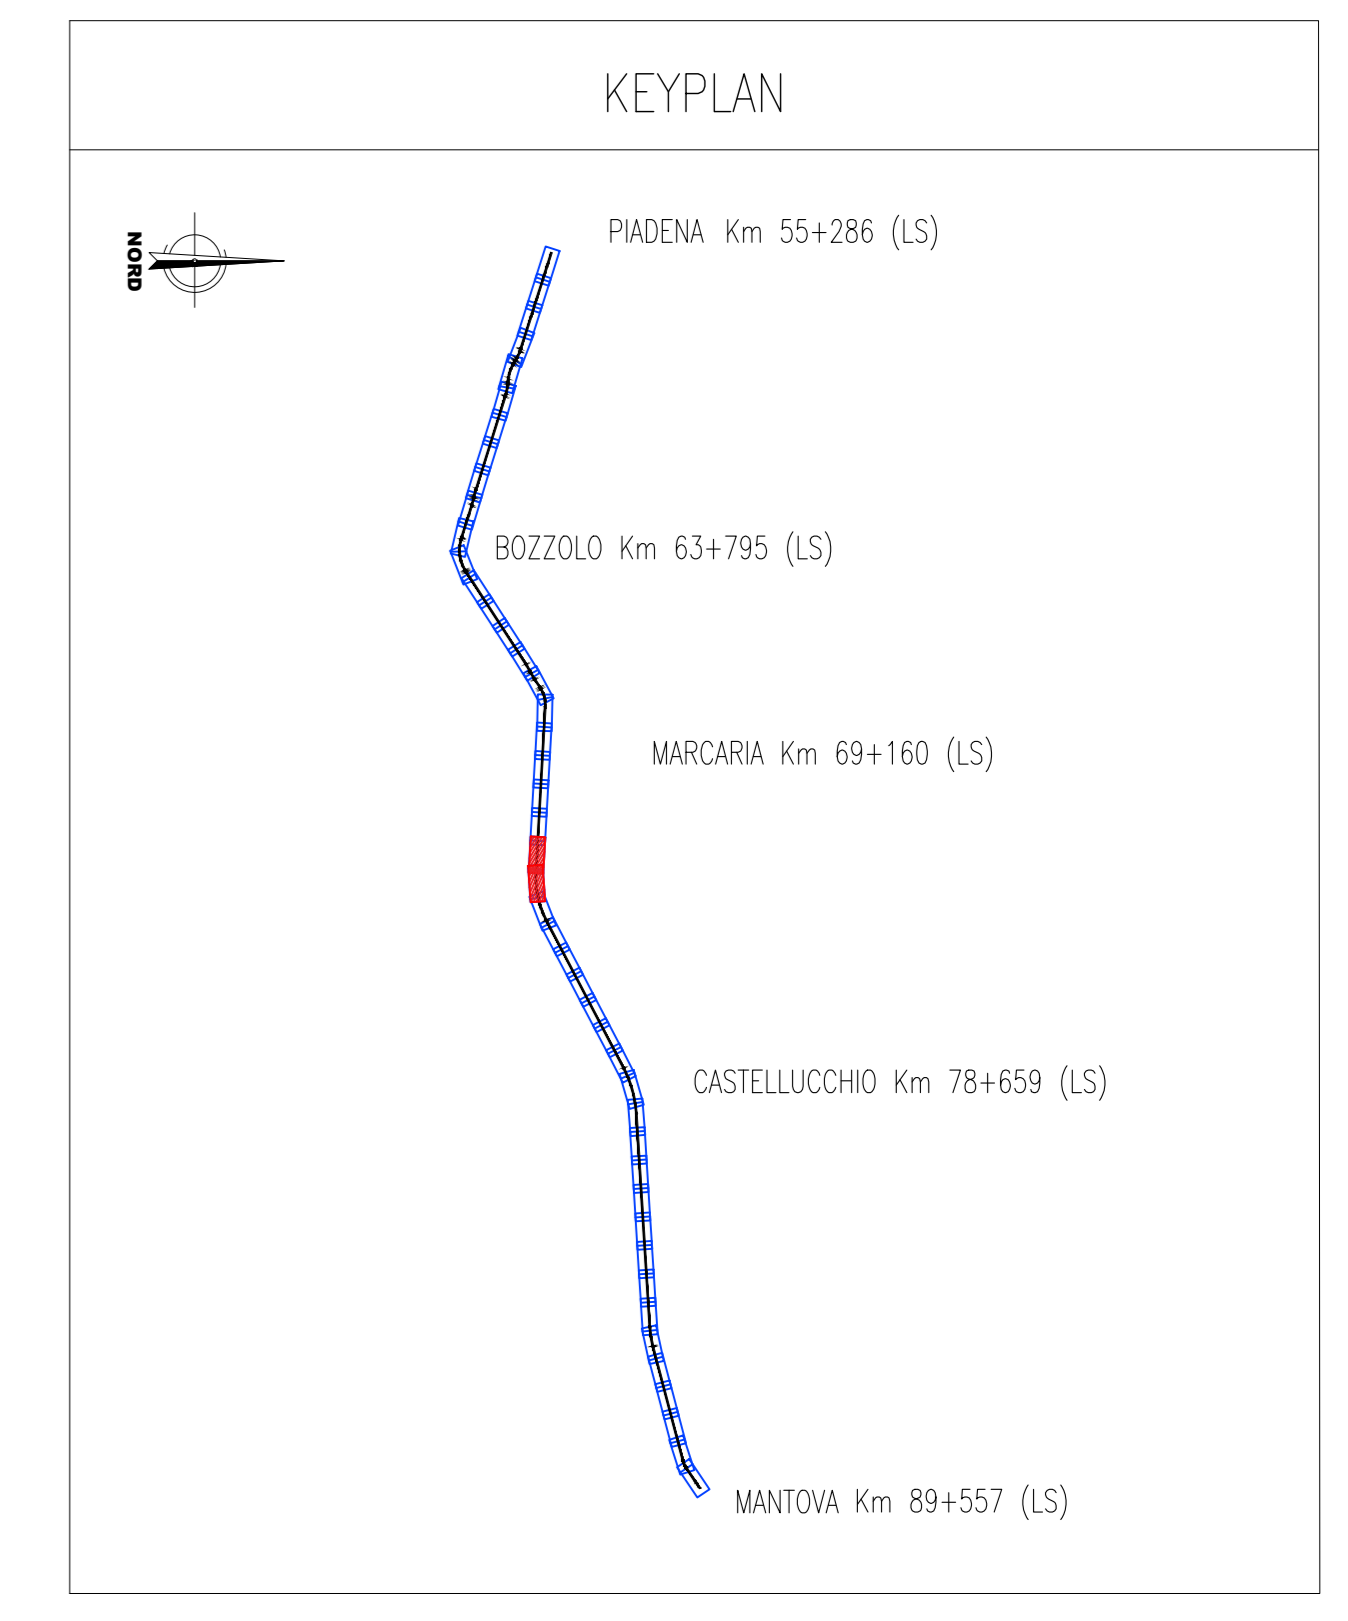 KEYPLAN
NORD
PIADENA Km 55+286 (LS)
BOZZOLO Km 63+795 (LS)
MARCARIA Km 69+160 (LS)
CASTELLUCCHIO Km 78+659 (LS)
MANTOVA Km 89+557 (LS)